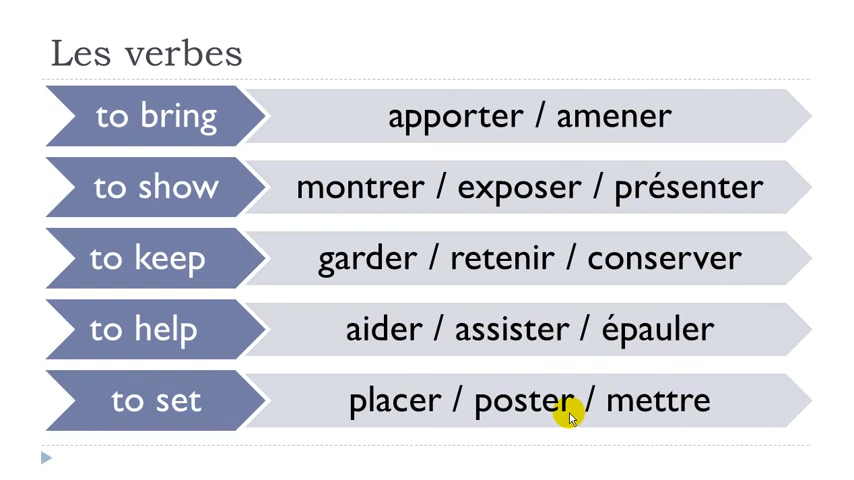 Les verbes
to bring apporter / amener
to show montrer / exposer / présenter
to keep garder / retenir / conserver
to help aider / assister / épauler
to set placer / poster / mettre